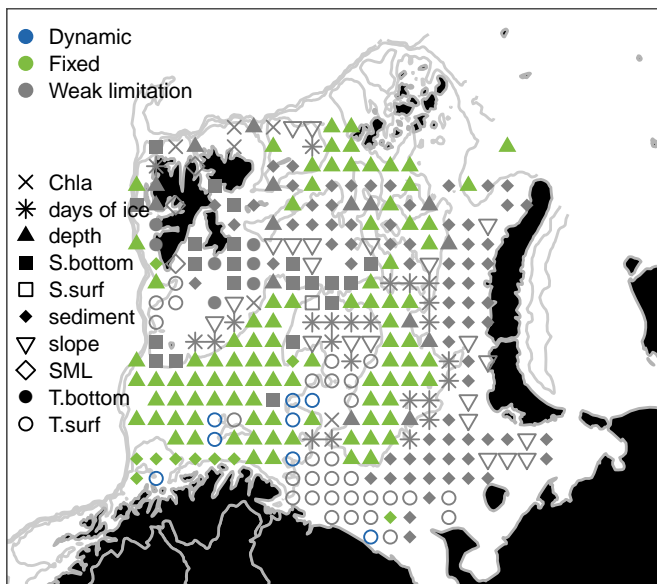 Dynamic
Fixed
Weak limitation
Chla
days of ice
depth
S.bottom
S.surf
sediment
slope
SML
T.bottom
T.surf